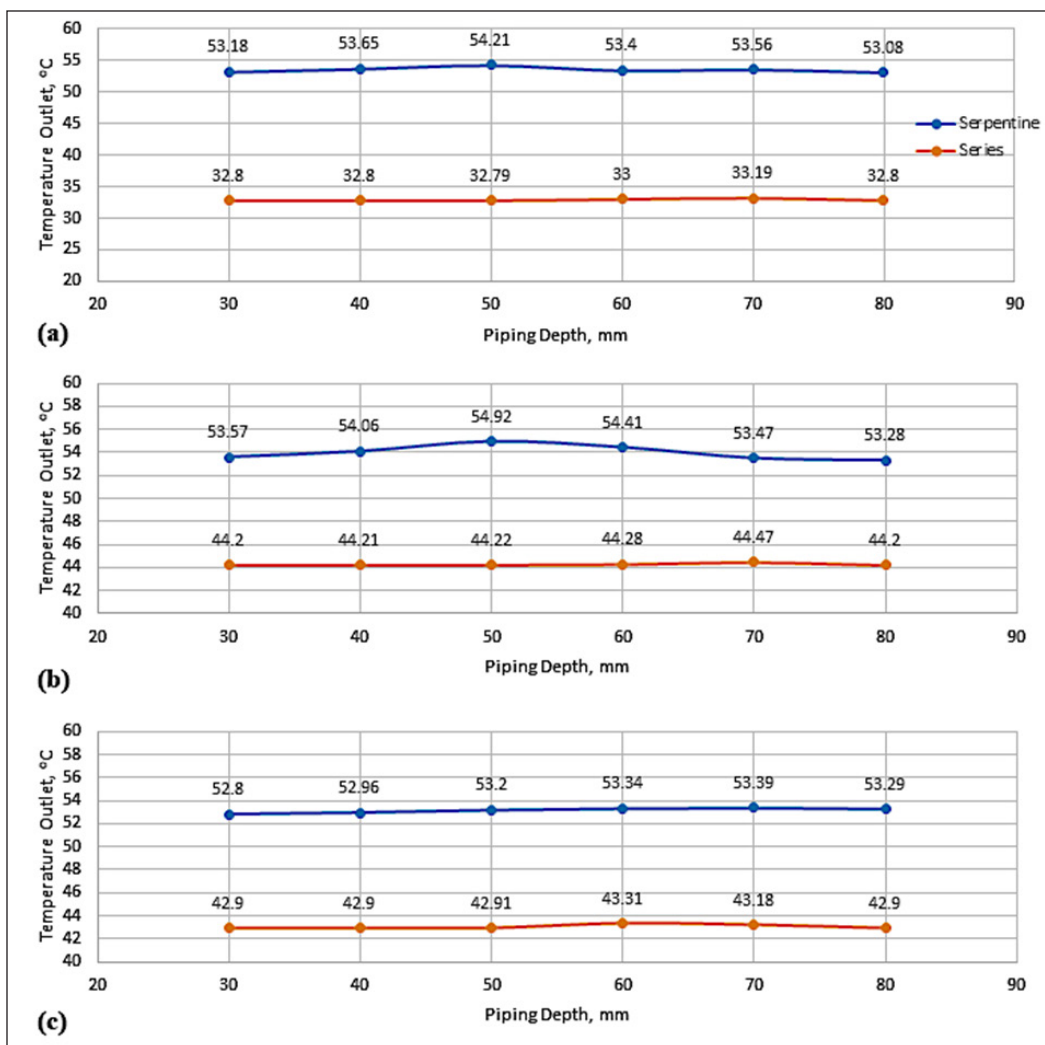 60
53.18 53.65 54.21 53.4 53.56 53.08
55
50
45
Serpentine
40
Series
32.8 32.8 32.79 33 33.19 32.8
35
30
25
20
Temperature Outlet, °C
20 30 40 50 60 70 80 90
(a)
Piping Depth, mm
60
58
53.57 54.06 54.92 54.41 53.47 53.28
56
54
52
50
48
44.2 44.21 44.22 44.28 44.47 44.2
46
44
42
40
Temperature Outlet, °C
20 30 40 50 60 70 80 90
Piping Depth, mm
(b)
60
58
52.8 52.96 53.2 53.34 53.39 53.29
56
54
52
50
48
46
42.9 42.9 42.91 43.31 43.18 42.9
44
42
40
Temperature Outlet, °C
20 30 40 50 60 70 80 90
Piping Depth, mm
(c)